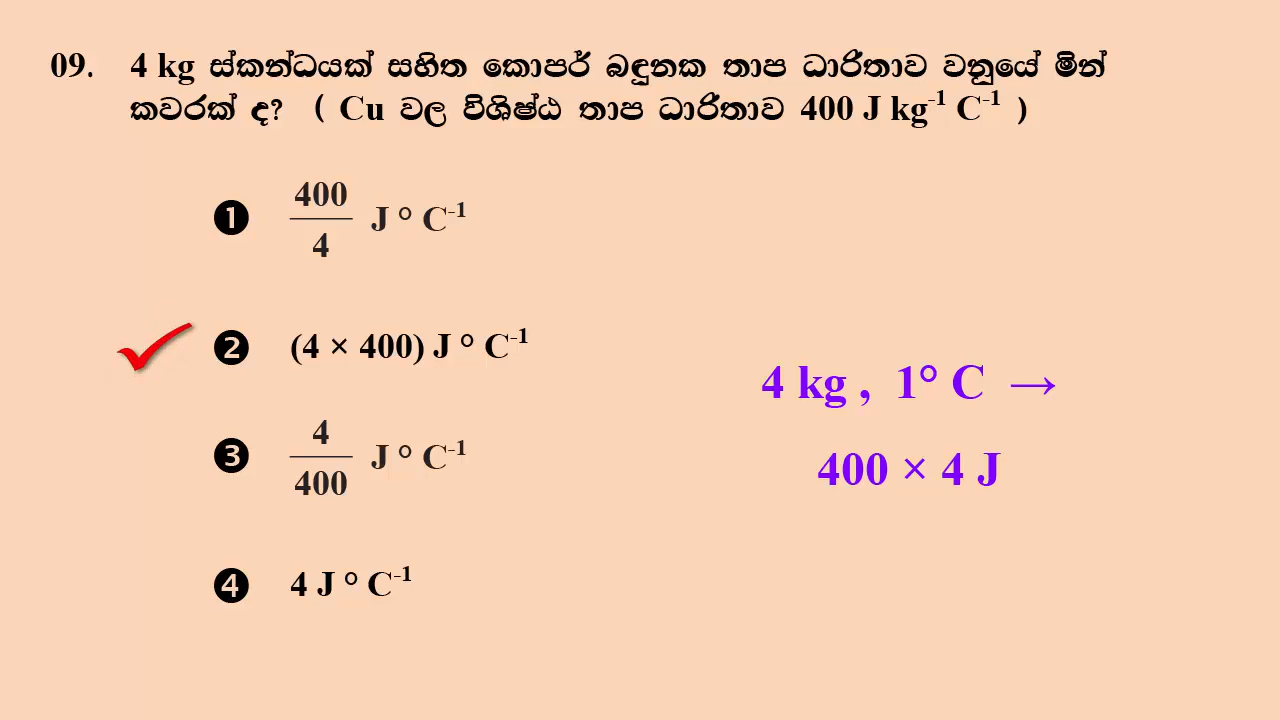 09. 4 kg ස්කන්ධයක් සහිත කොපර් බඳුනක තාප ධාරිතාව වනුයේ මින්
කවරක් ද? ( Cu වල විශිෂ්ඨ තාප ධාරිතාව 400 J kg⁻¹ C⁻¹ )
❶ 400/4 J ° C⁻¹
❷ (4 × 400) J ° C⁻¹
4 kg , 1° C →
❸ 4/400 J ° C⁻¹
400 × 4 J
❹ 4 J ° C⁻¹